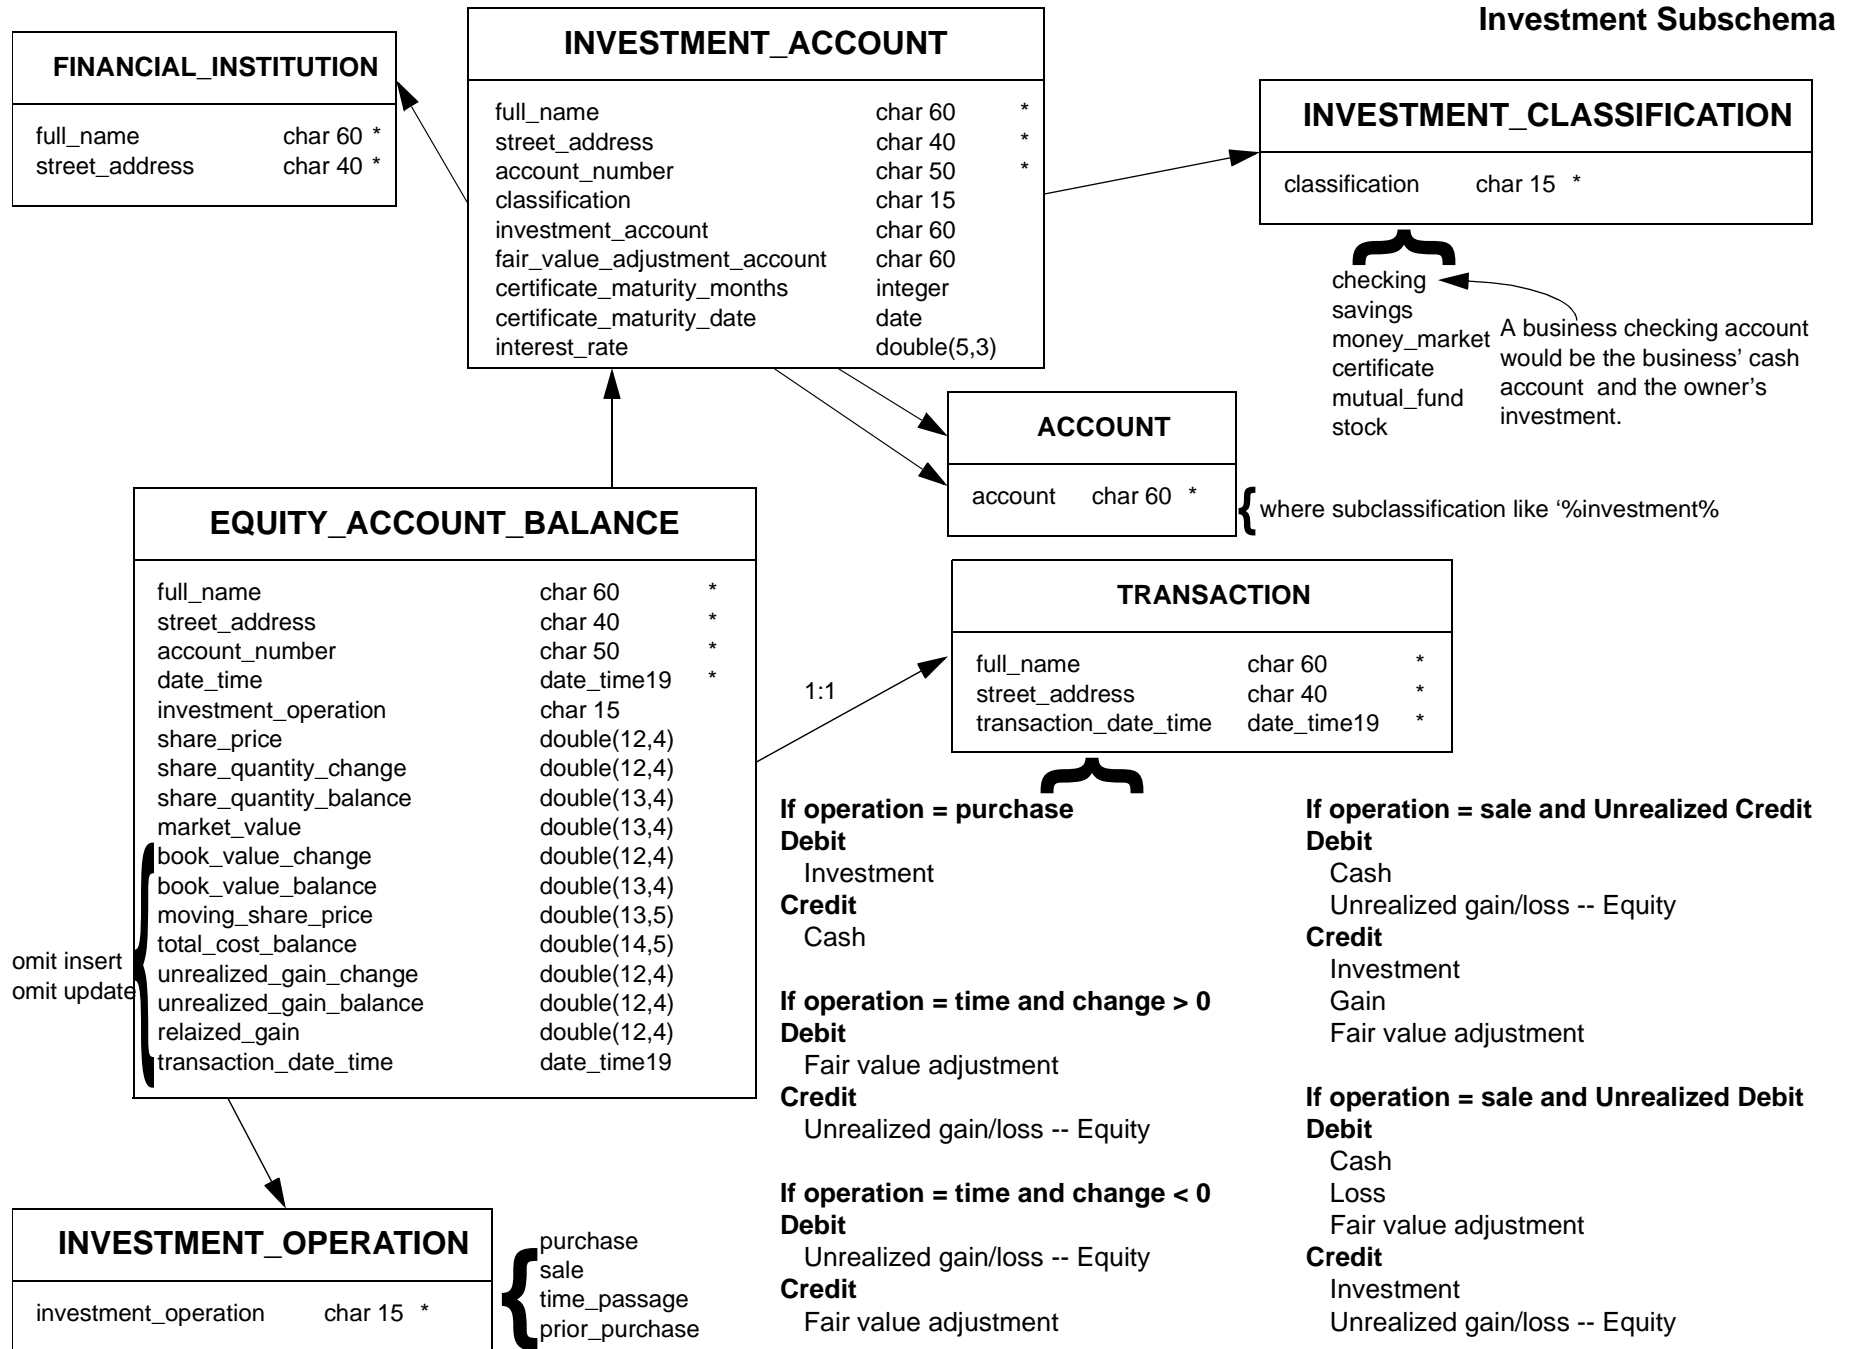 Investment Subschema
FINANCIAL_INSTITUTION
full_name char 60 *
street_address char 40 *
INVESTMENT_ACCOUNT
full_name char 60 *
street_address char 40 *
account_number char 50 *
classification char 15
investment_account char 60
fair_value_adjustment_account char 60
certificate_maturity_months integer
certificate_maturity_date date
interest_rate double(5,3)
INVESTMENT_CLASSIFICATION
classification char 15 *
checking
savings
money_market
certificate
mutual_fund
stock
A business checking account
would be the business’ cash
account and the owner’s
investment.
ACCOUNT
account char 60 *
where subclassification like ‘%investment%
EQUITY_ACCOUNT_BALANCE
full_name char 60 *
street_address char 40 *
account_number char 50 *
date_time date_time19 *
investment_operation char 15
share_price double(12,4)
share_quantity_change double(12,4)
share_quantity_balance double(13,4)
market_value double(13,4)
book_value_change double(12,4)
book_value_balance double(13,4)
moving_share_price double(13,5)
total_cost_balance double(14,5)
unrealized_gain_change double(12,4)
unrealized_gain_balance double(12,4)
relaized_gain double(12,4)
transaction_date_time date_time19
omit insert
omit update
1:1
TRANSACTION
full_name char 60 *
street_address char 40 *
transaction_date_time date_time19 *
If operation = purchase
Debit
Investment
Credit
Cash
If operation = time and change > 0
Debit
Fair value adjustment
Credit
Unrealized gain/loss -- Equity
If operation = time and change < 0
Debit
Unrealized gain/loss -- Equity
Credit
Fair value adjustment
If operation = sale and Unrealized Credit
Debit
Cash
Unrealized gain/loss -- Equity
Credit
Investment
Gain
Fair value adjustment
If operation = sale and Unrealized Debit
Debit
Cash
Loss
Fair value adjustment
Credit
Investment
Unrealized gain/loss -- Equity
INVESTMENT_OPERATION
investment_operation char 15 *
purchase
sale
time_passage
prior_purchase